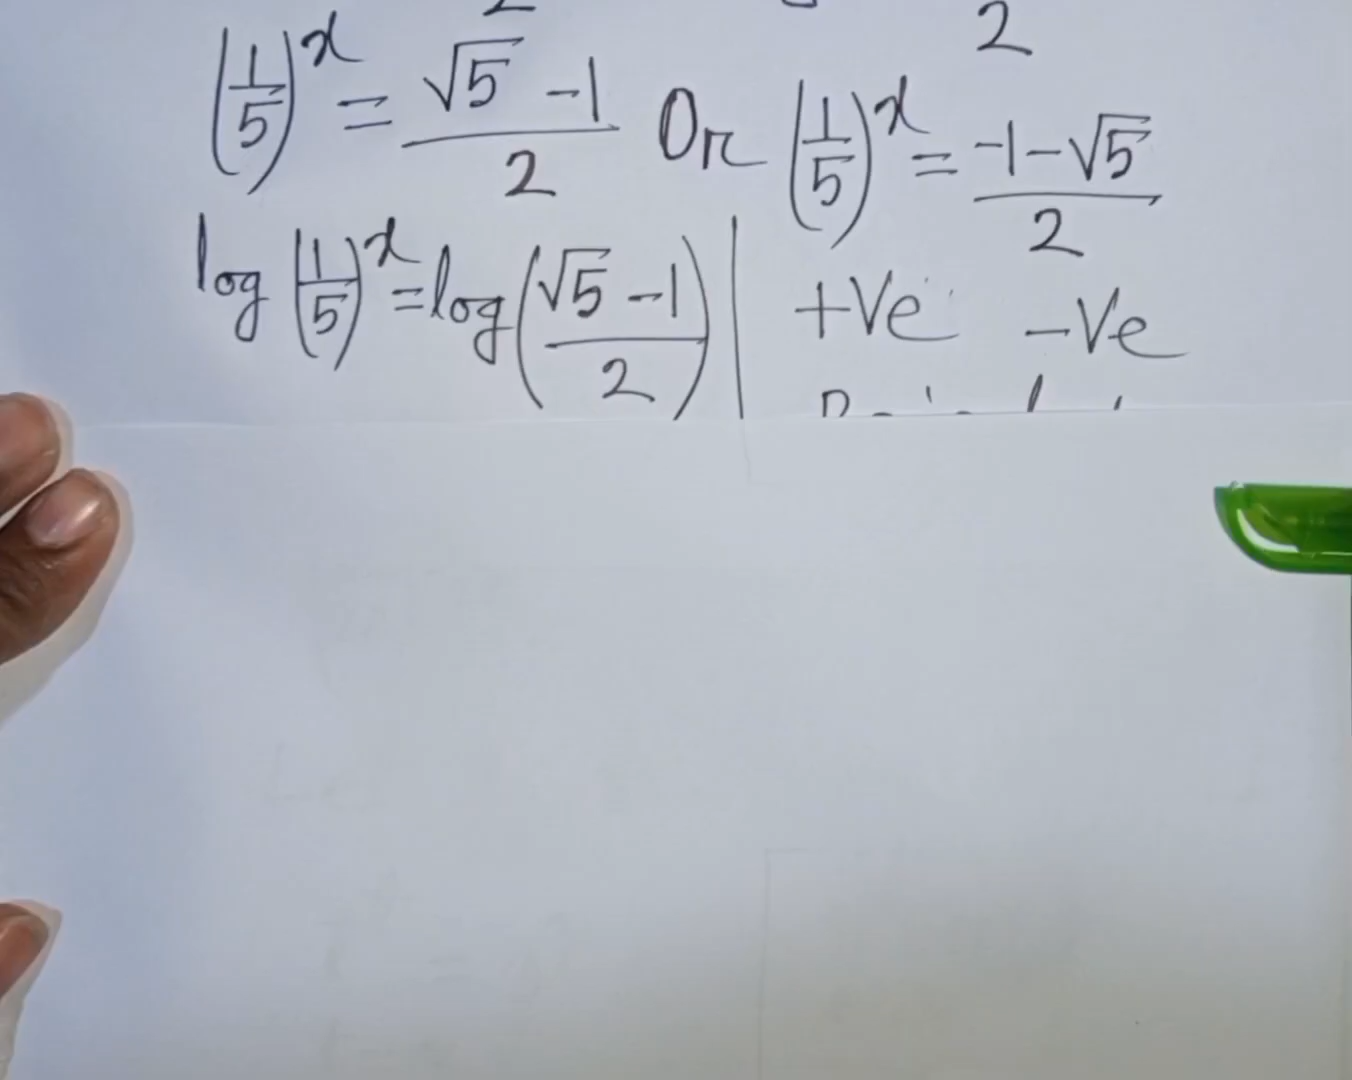 (1/5)^x = (√5 - 1)/2 Or (1/5)^x = (-1-√5)/2
log (1/5)^x = log((√5 - 1)/2) | +Ve -Ve